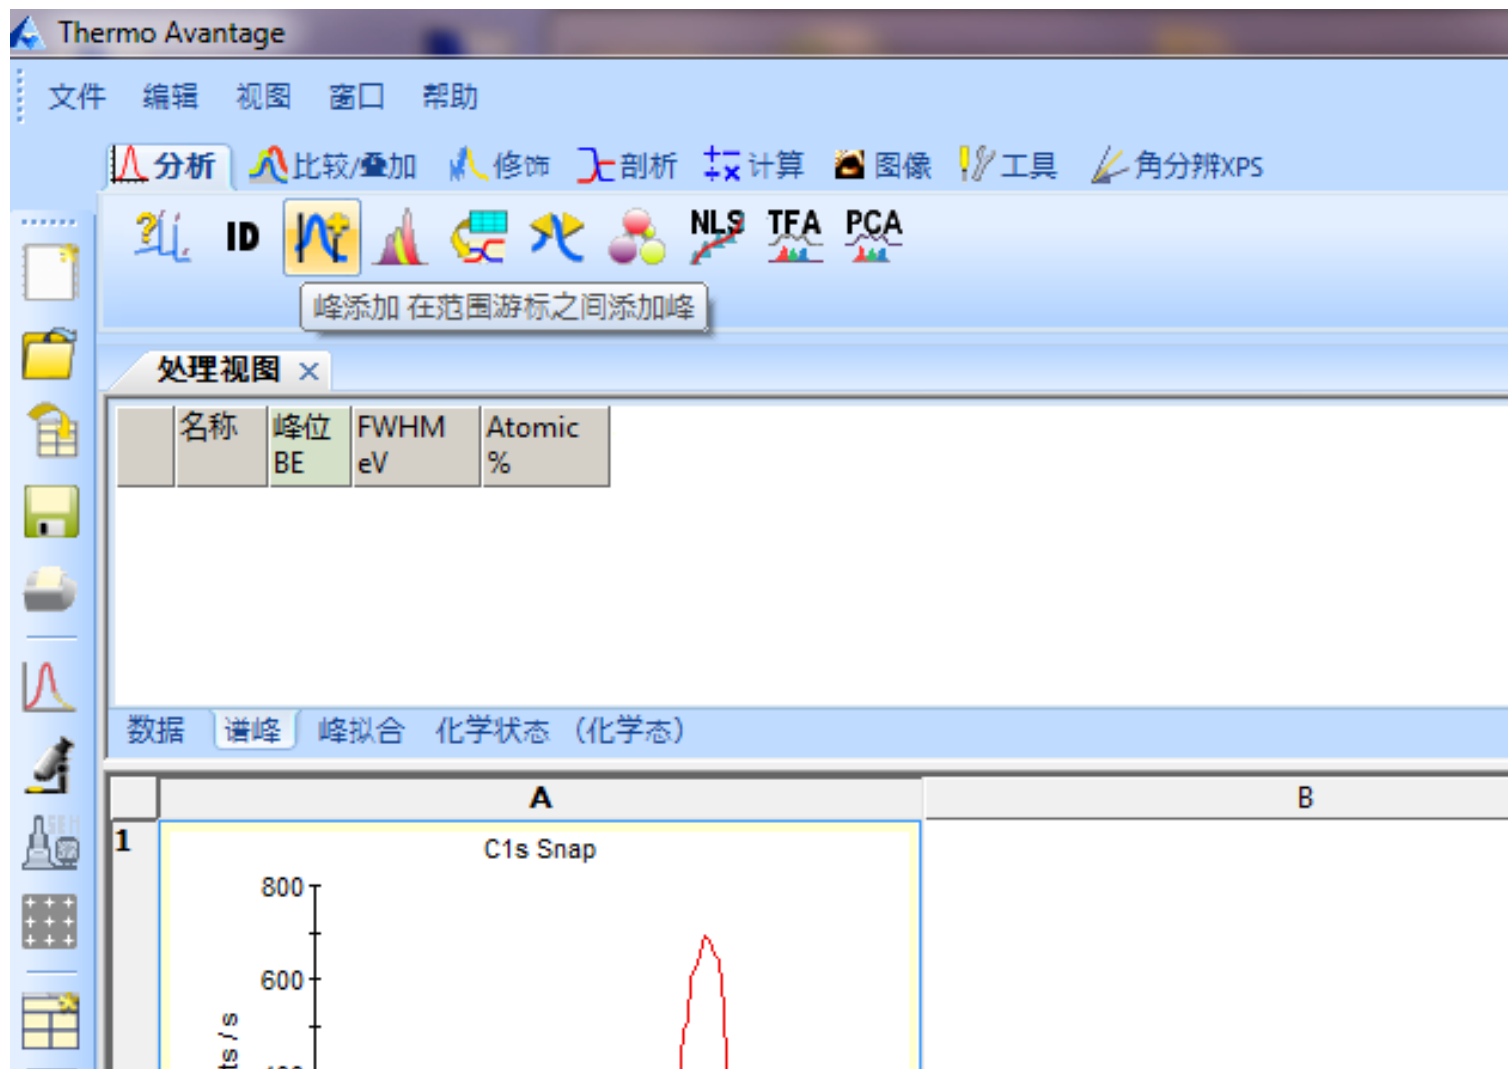 Thermo Avantage
文件 编辑 视图 窗口 帮助
分析 比较/叠加 修饰 剖析 计算 图像 工具 角分辨XPS
ID NLS TFA PCA
峰添加 在范围游标之间添加峰
处理视图
名称 峰位 FWHM Atomic
BE eV %
数据 谱峰 峰拟合 化学状态 (化学态)
SEM
A B
1
C1s Snap
800
600
ts / s